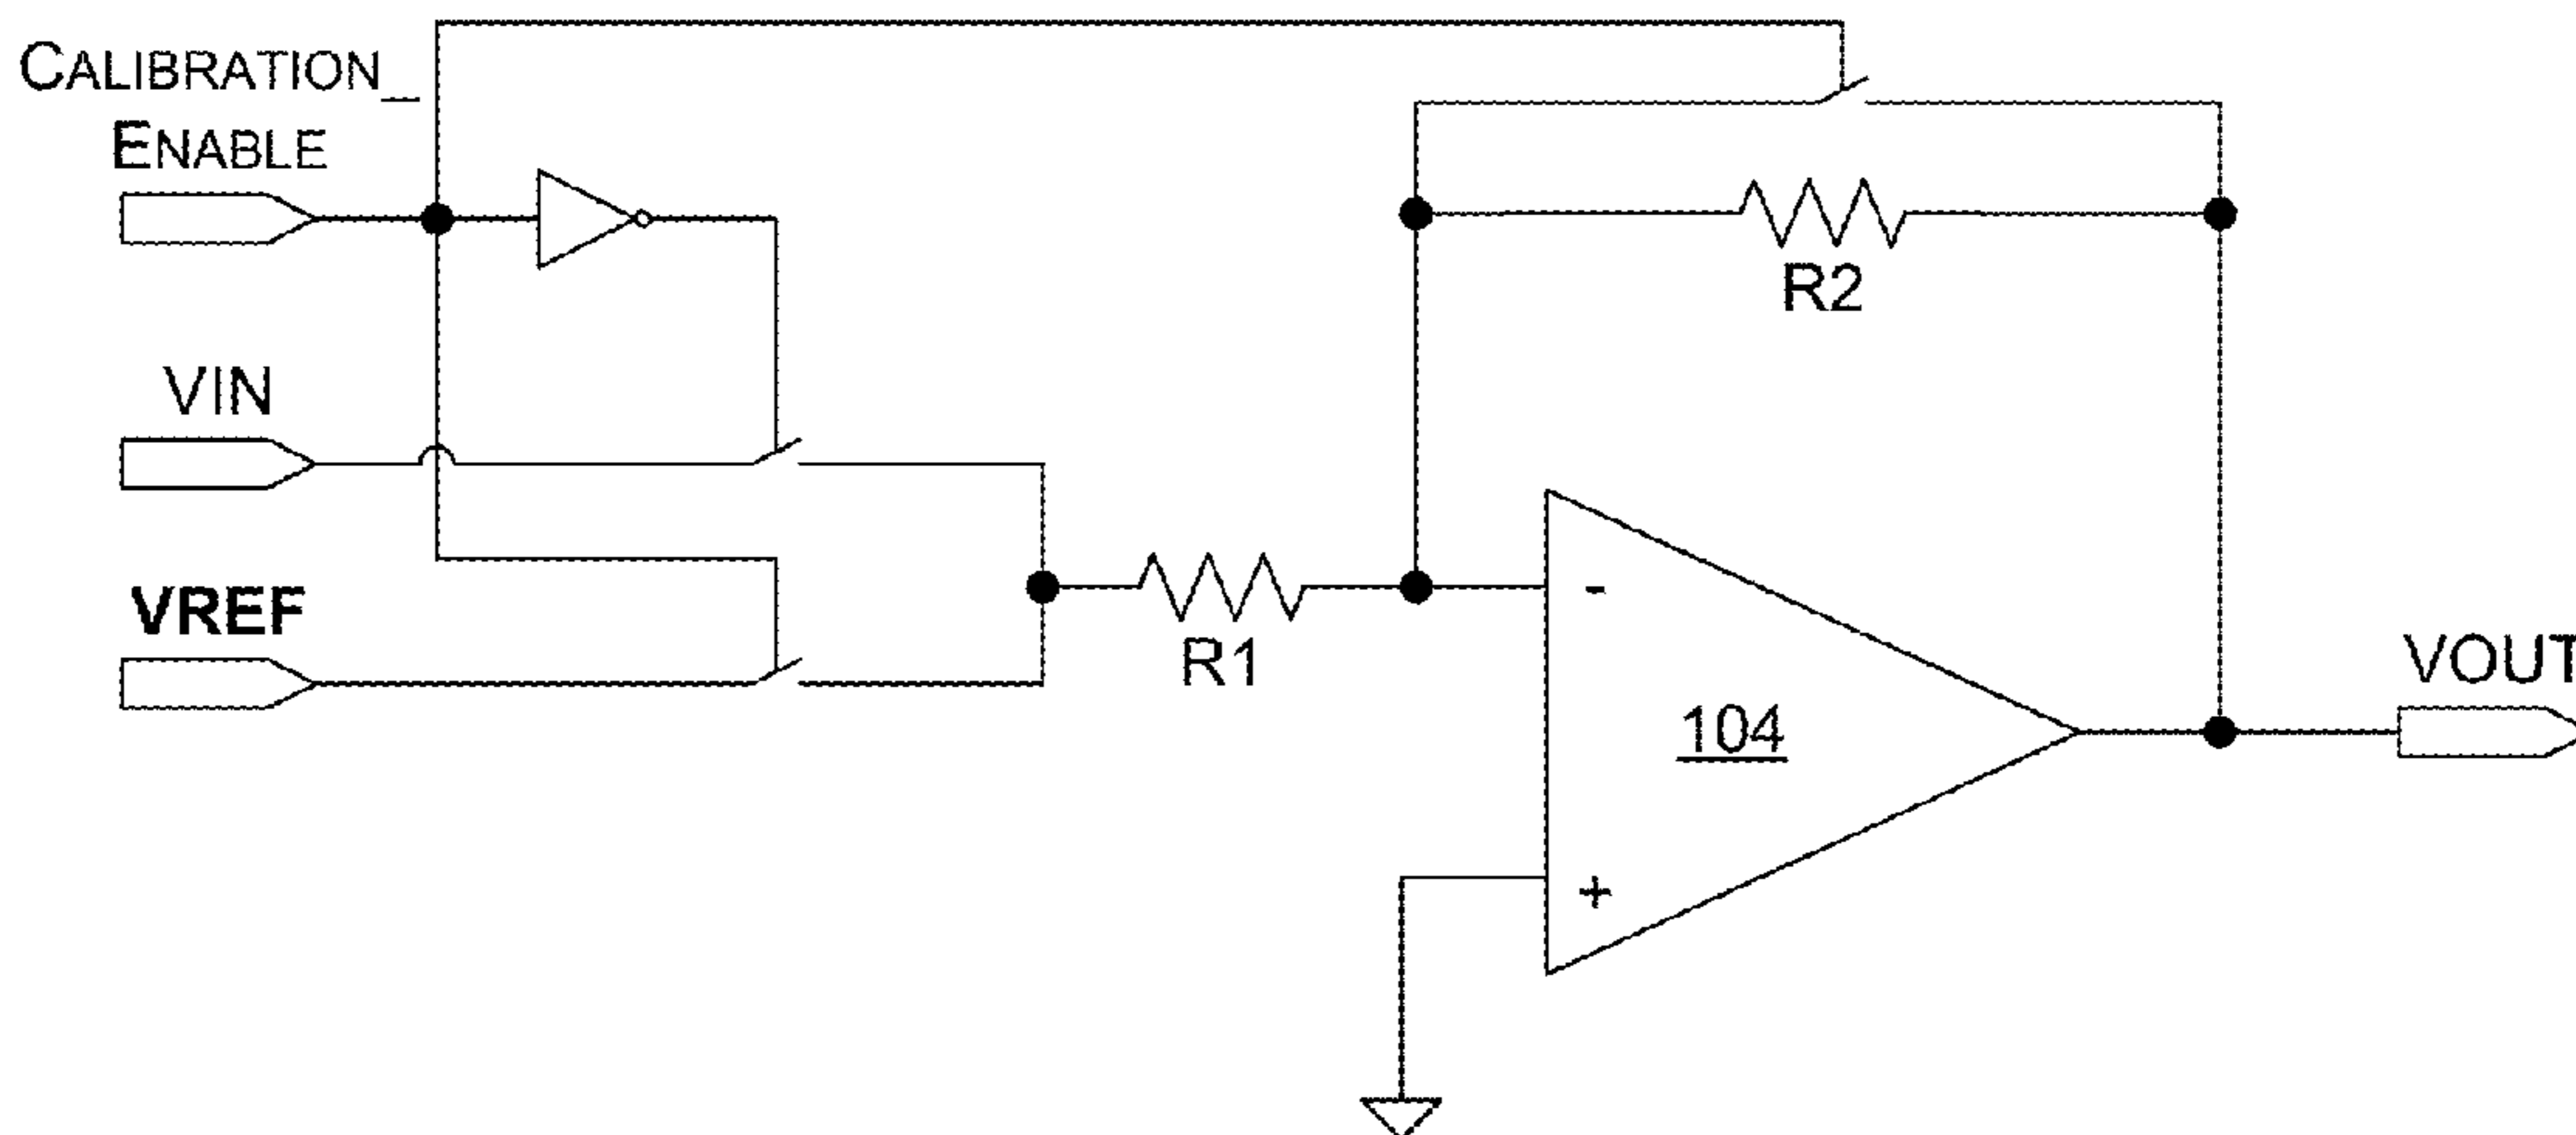 CALIBRATION_
ENABLE
R2
VIN
VREF
R1
-
104
+
VOUT